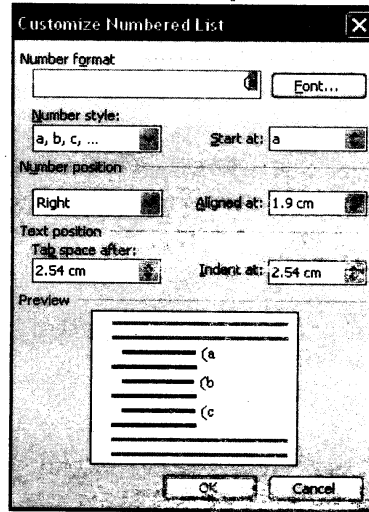 Customize Numbered List
Number format
Font...
Number style:
a, b, c, ...
Start at: a
Number position
Right
Aligned at: 1.9 cm
Text position
Tab space after:
2.54 cm
Indent at: 2.54 cm
Preview
(a
(b
(c
OK
Cancel